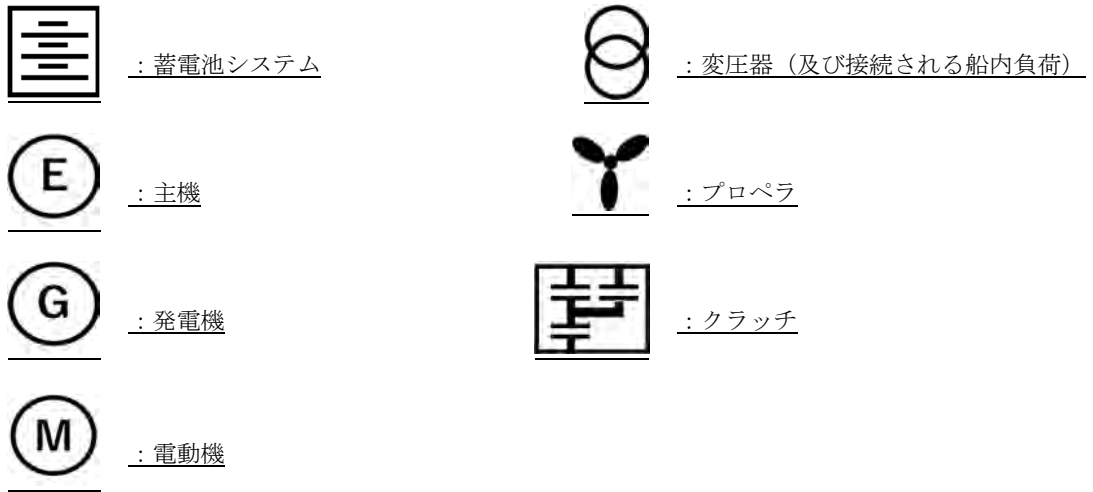 ：蓄電池システム
：変圧器（及び接続される船内負荷）
E
：主機
：プロペラ
G
：発電機
：クラッチ
M
：電動機